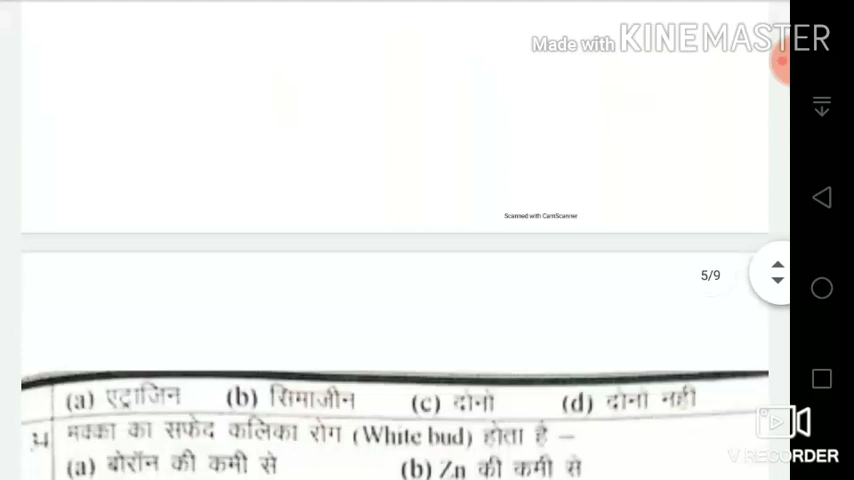 Made with KINEMASTER
Scanned with CamScanner
5/9
(a) एट्राजिन (b) सिमाजीन (c) दोनो (d) दोनो नही
मक्का का सफेद कलिका रोग (White bud) होता है –
(a) बोरॉन की कमी से (b) Zn की कमी से
V RECORDER